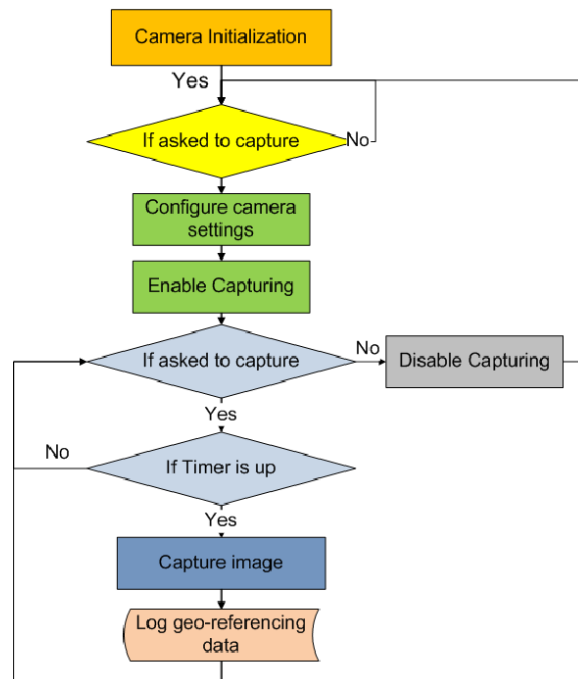 Camera Initialization
Yes
If asked to capture
No
Configure camera
settings
Enable Capturing
If asked to capture
No
Disable Capturing
Yes
No
If Timer is up
Yes
Capture image
Log geo-referencing
data